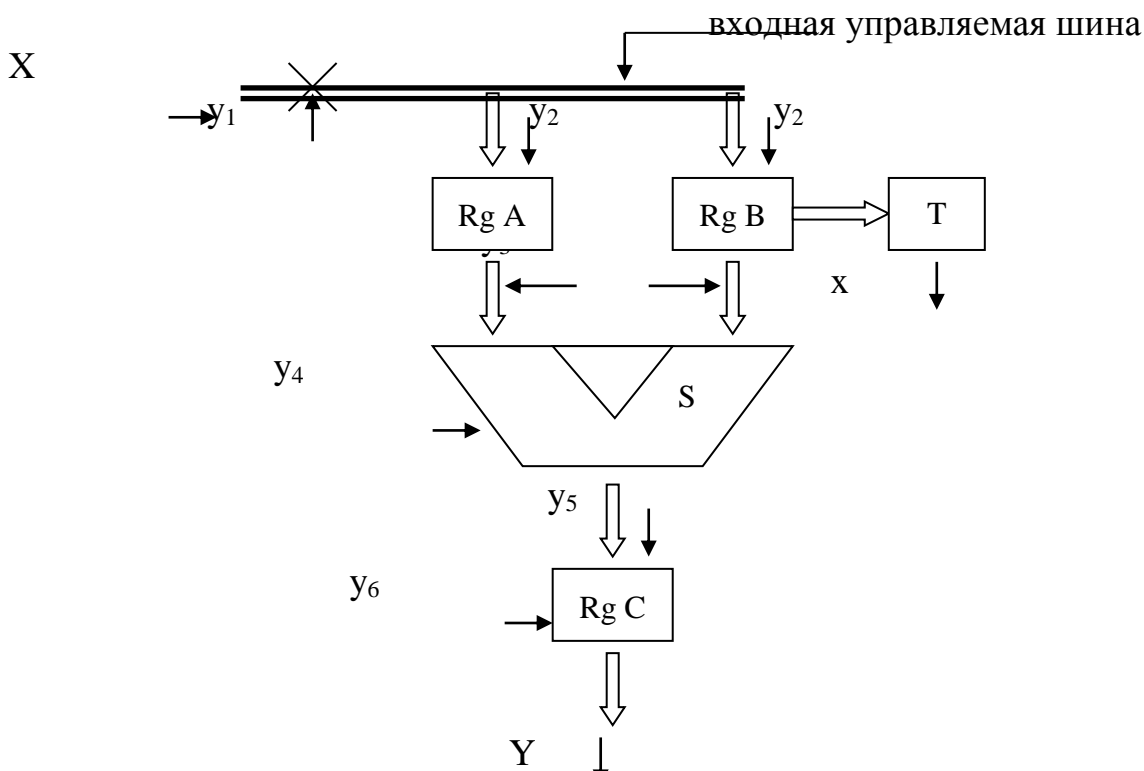 входная управляемая шина
X
y₁ y₂ y₂
Rg A Rg B T
x
y₄
S
y₅
y₆
Rg C
Y